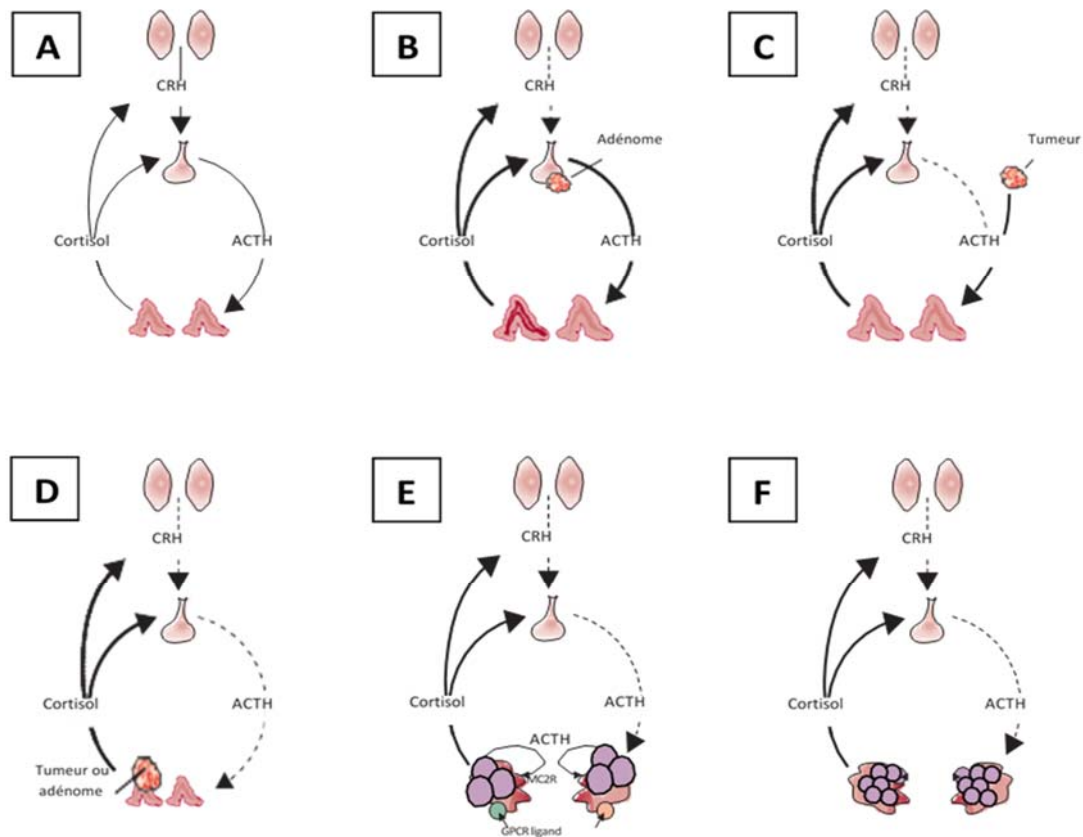 A
CRH
Cortisol
ACTH
B
CRH
Adénome
Cortisol
ACTH
C
CRH
Tumeur
Cortisol
ACTH
D
CRH
Cortisol
ACTH
Tumeur ou
adénome
E
CRH
Cortisol
ACTH
ACTH
MC2R
GPCR ligand
F
CRH
Cortisol
ACTH